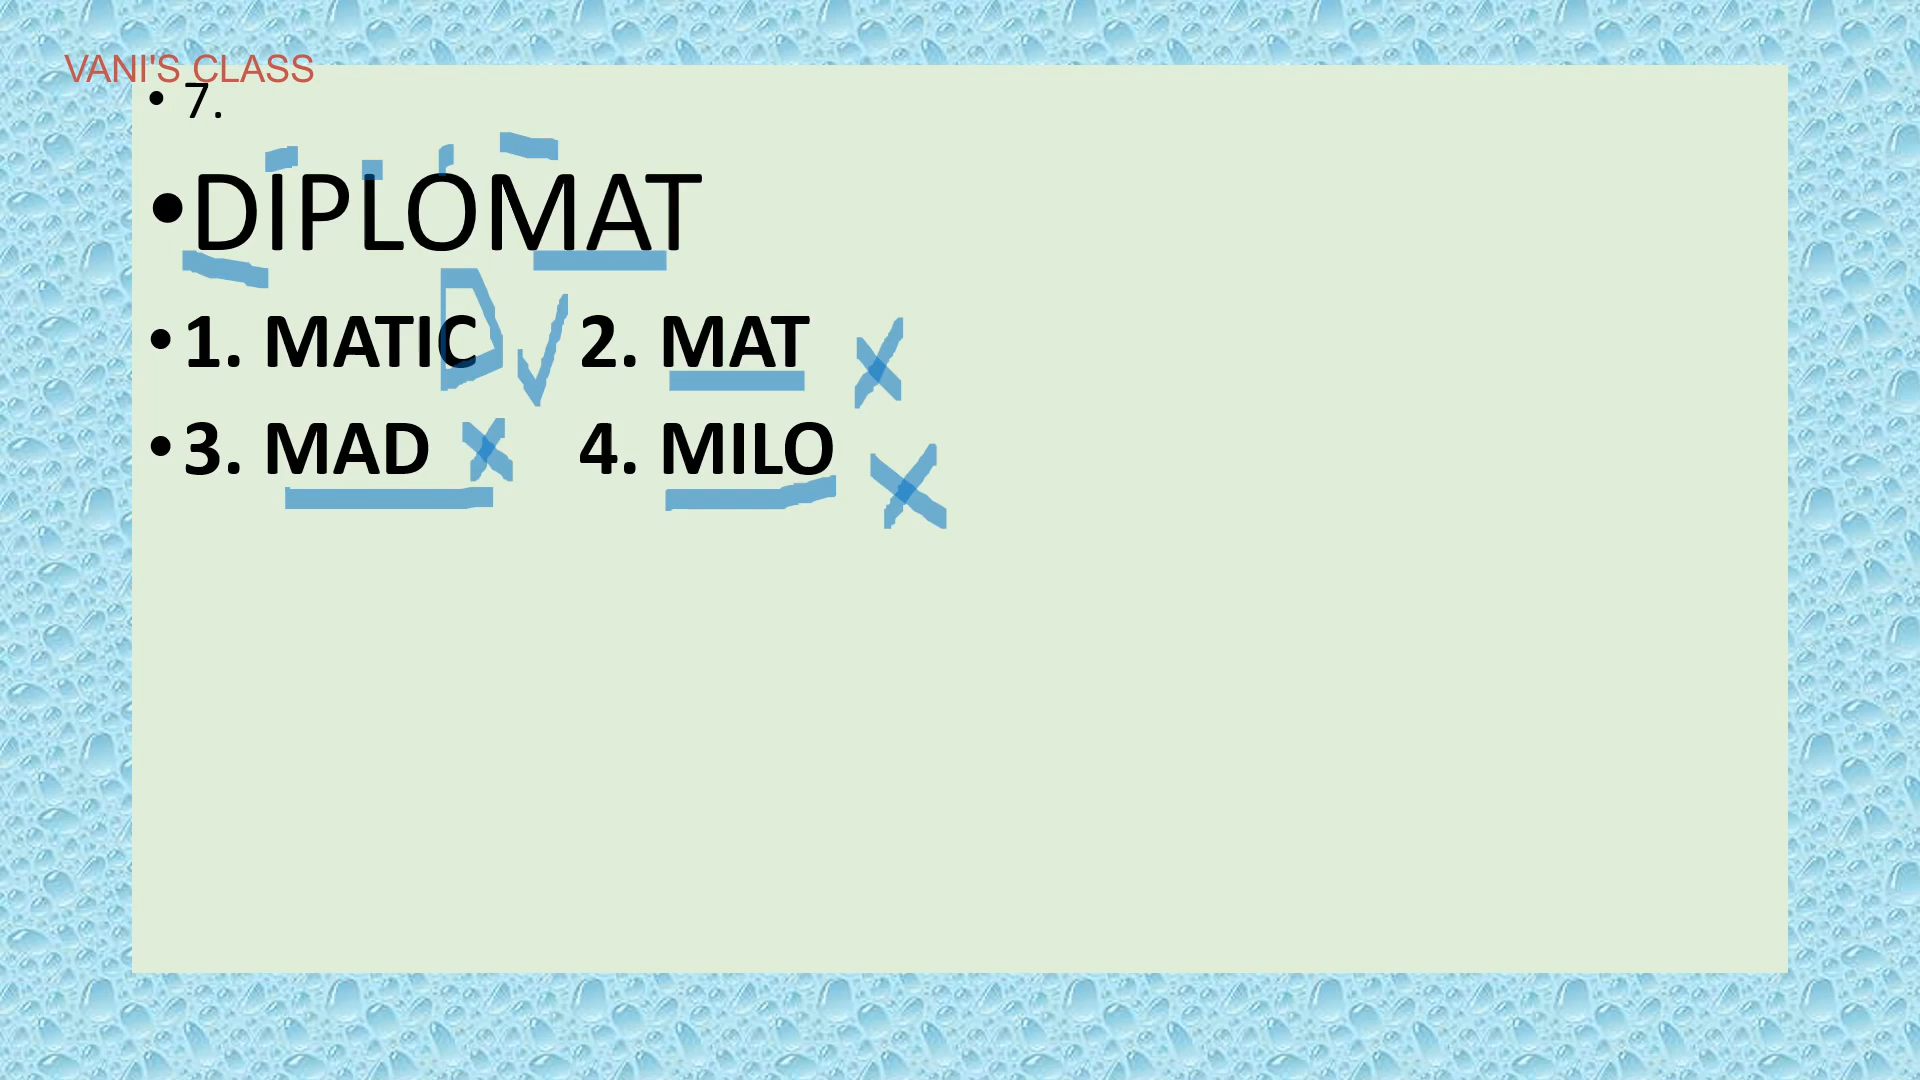 VANI'S CLASS
• 7.
•DIPLOMAT
• 1. MATIC 2. MAT
• 3. MAD 4. MILO